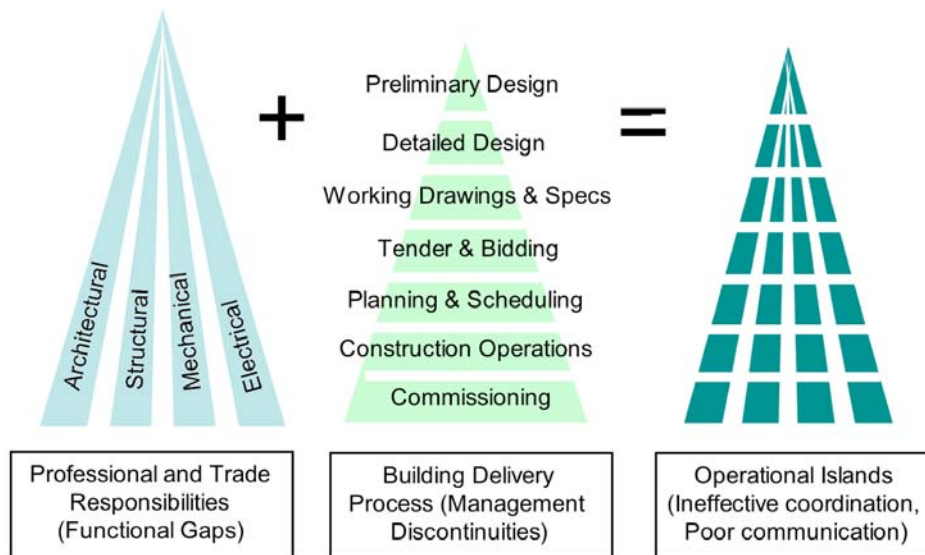 Architectural
Structural
Mechanical
Electrical
+
Preliminary Design
Detailed Design
Working Drawings & Specs
Tender & Bidding
Planning & Scheduling
Construction Operations
Commissioning
=
Professional and Trade
Responsibilities
(Functional Gaps)
Building Delivery
Process (Management
Discontinuities)
Operational Islands
(Ineffective coordination,
Poor communication)